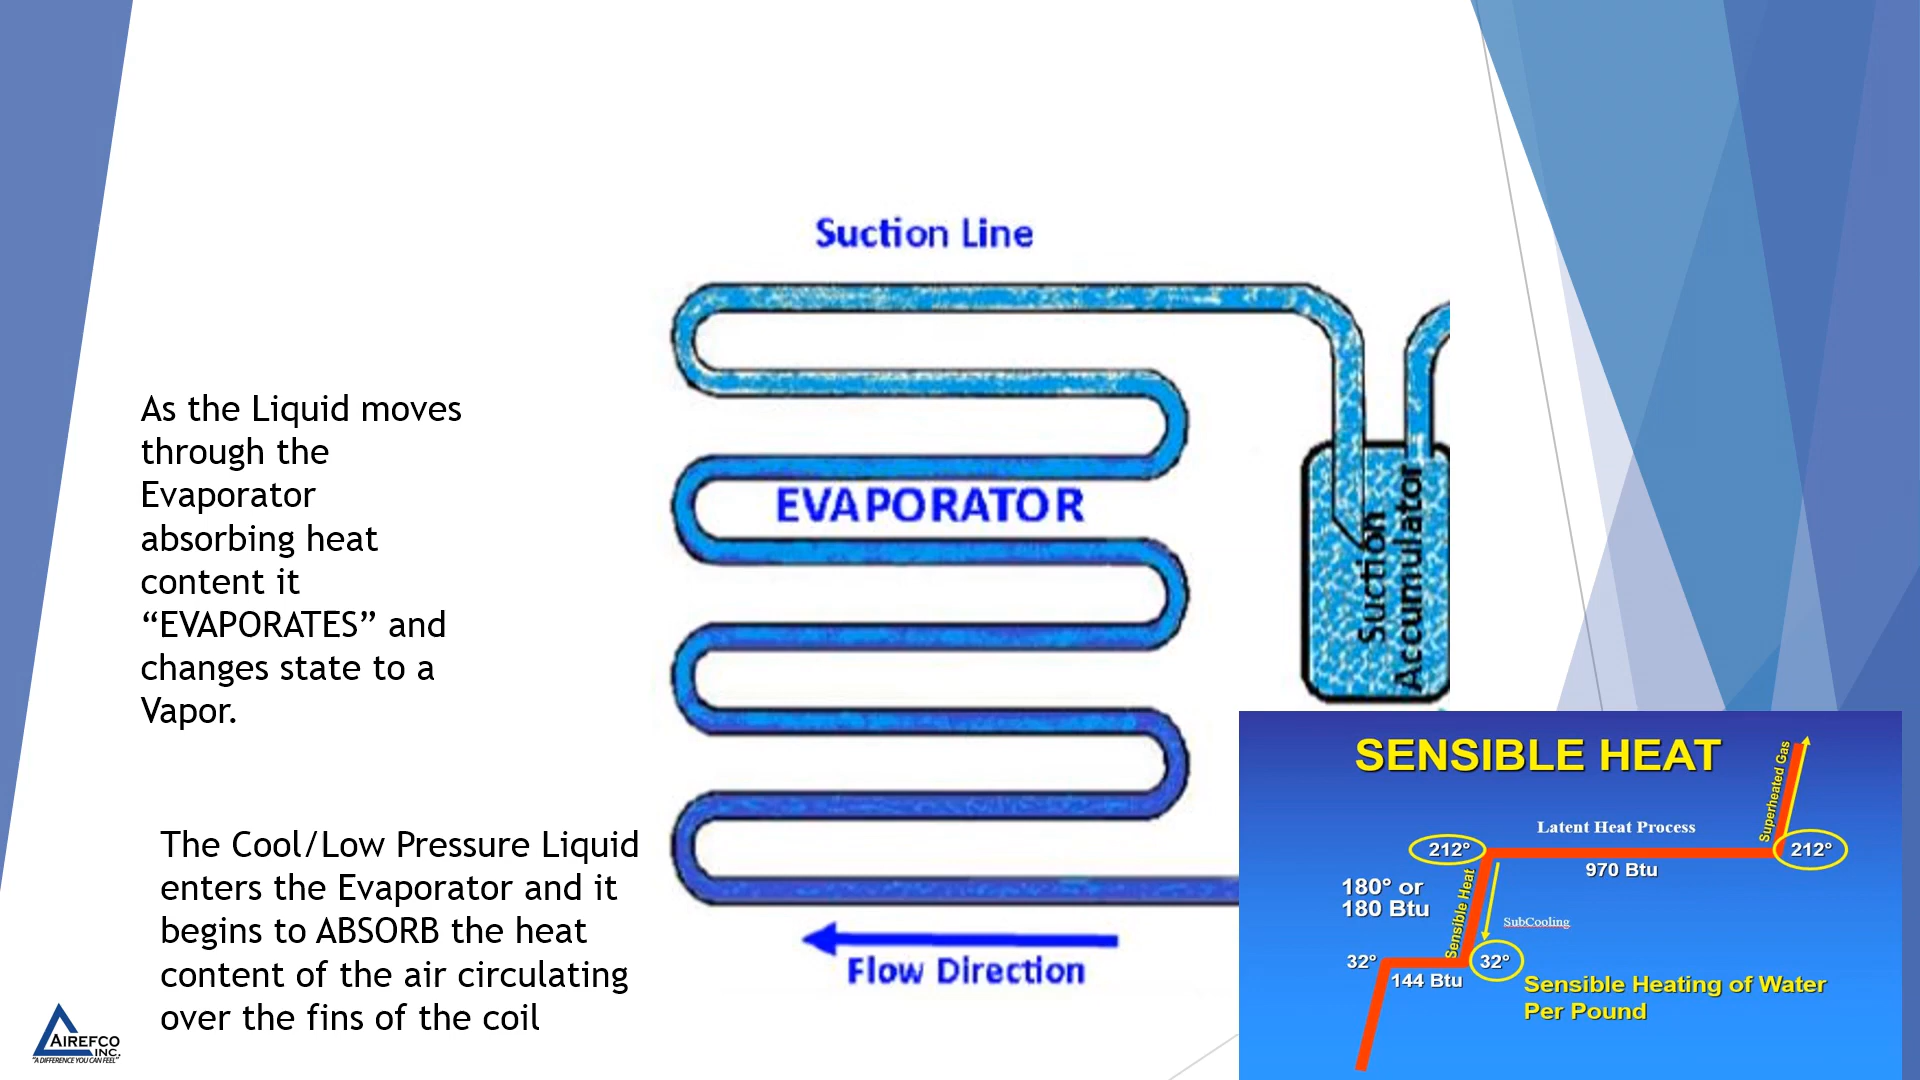 Suction Line
As the Liquid moves
through the
Evaporator
absorbing heat
content it
“EVAPORATES” and
changes state to a
Vapor.
EVAPORATOR
Suction
Accumulator
The Cool/Low Pressure Liquid
enters the Evaporator and it
begins to ABSORB the heat
content of the air circulating
over the fins of the coil
Flow Direction
SENSIBLE HEAT
Superheated Gas
Latent Heat Process
212°
212°
970 Btu
180° or
180 Btu
Sensible Heat
SubCooling
32°
32°
144 Btu
Sensible Heating of Water
Per Pound
AIREFCO
INC.
"A DIFFERENCE YOU CAN FEEL"